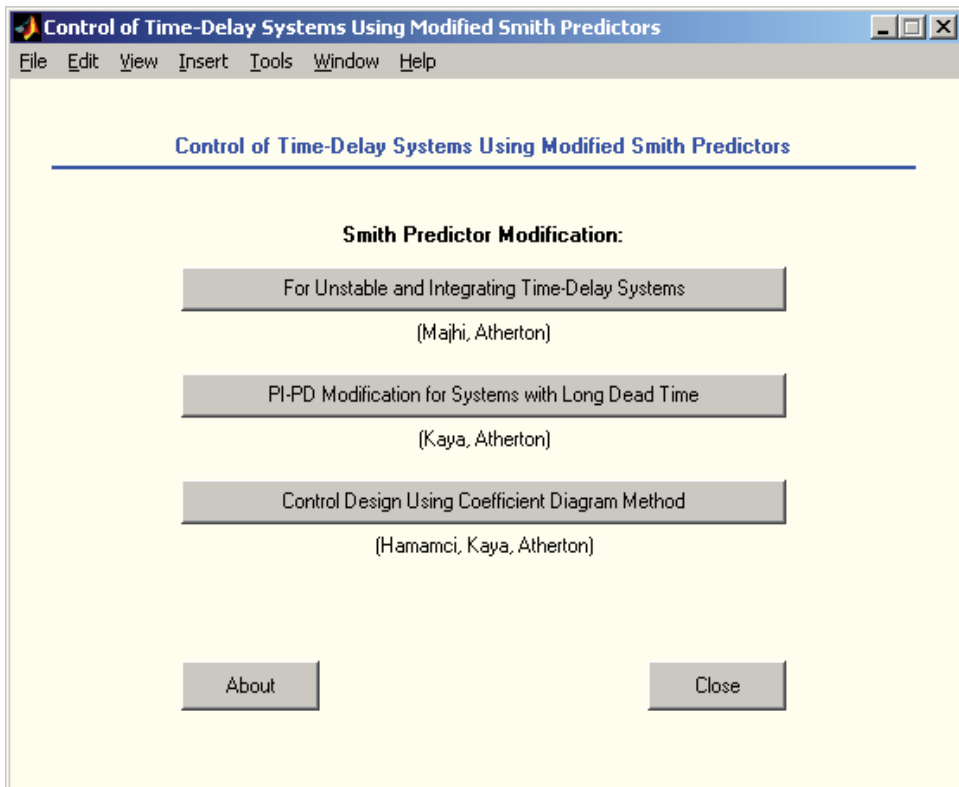 Control of Time-Delay Systems Using Modified Smith Predictors
File Edit View Insert Tools Window Help
Control of Time-Delay Systems Using Modified Smith Predictors
Smith Predictor Modification:
For Unstable and Integrating Time-Delay Systems
(Majhi, Atherton)
PI-PD Modification for Systems with Long Dead Time
(Kaya, Atherton)
Control Design Using Coefficient Diagram Method
(Hamamci, Kaya, Atherton)
About Close